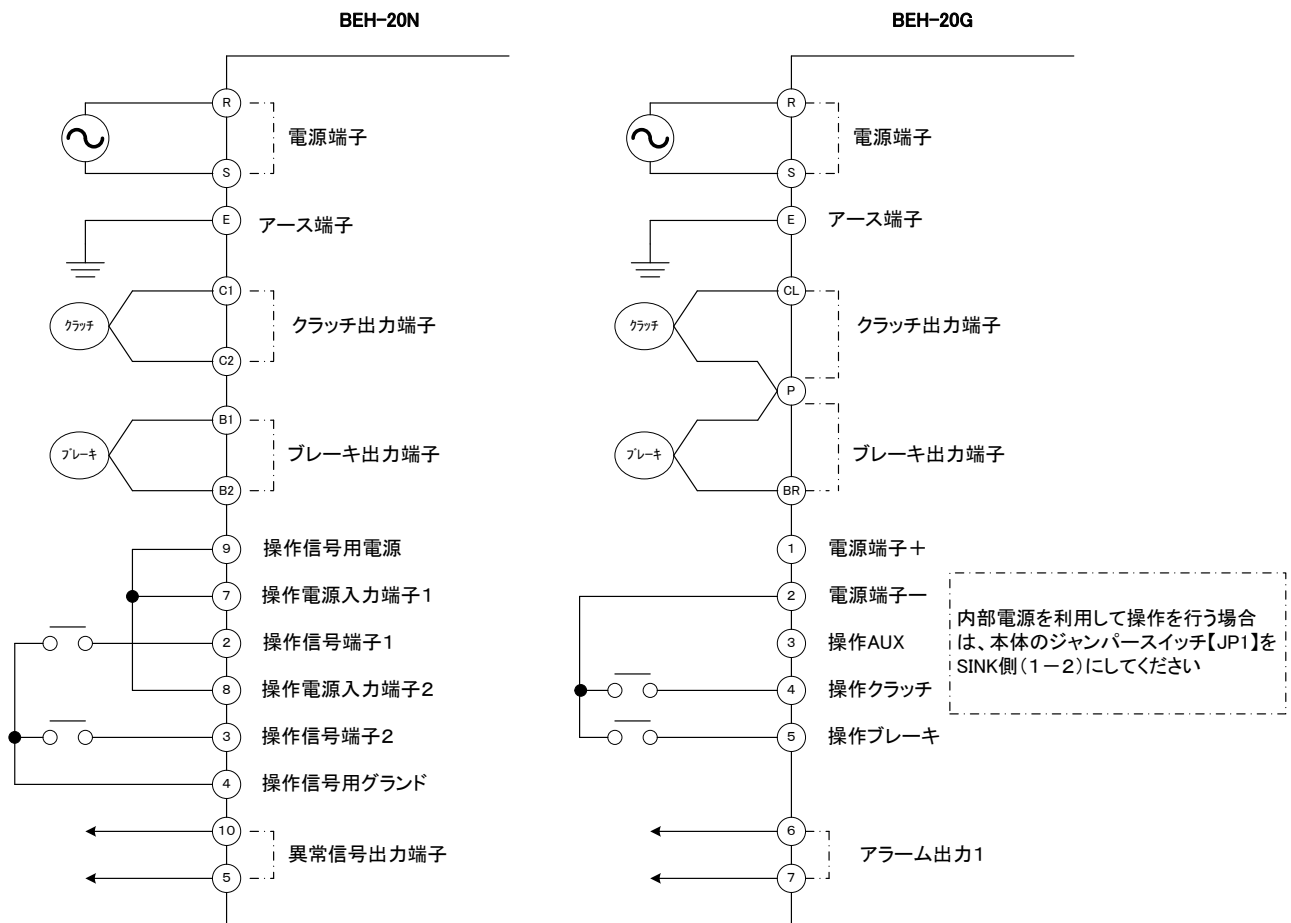 BEH-20N
R
電源端子
S
E
アース端子
C1
クラッチ
クラッチ出力端子
C2
B1
ブレーキ
ブレーキ出力端子
B2
9
操作信号用電源
7
操作電源入力端子1
2
操作信号端子1
8
操作電源入力端子2
3
操作信号端子2
4
操作信号用グランド
10
異常信号出力端子
5
BEH-20G
R
電源端子
S
E
アース端子
CL
クラッチ
クラッチ出力端子
P
ブレーキ
ブレーキ出力端子
BR
1
電源端子+
2
電源端子-
3
操作AUX
4
操作クラッチ
5
操作ブレーキ
内部電源を利用して操作を行う場合
は、本体のジャンパースイッチ【JP1】を
SINK側(1-2)にしてください
6
アラーム出力1
7